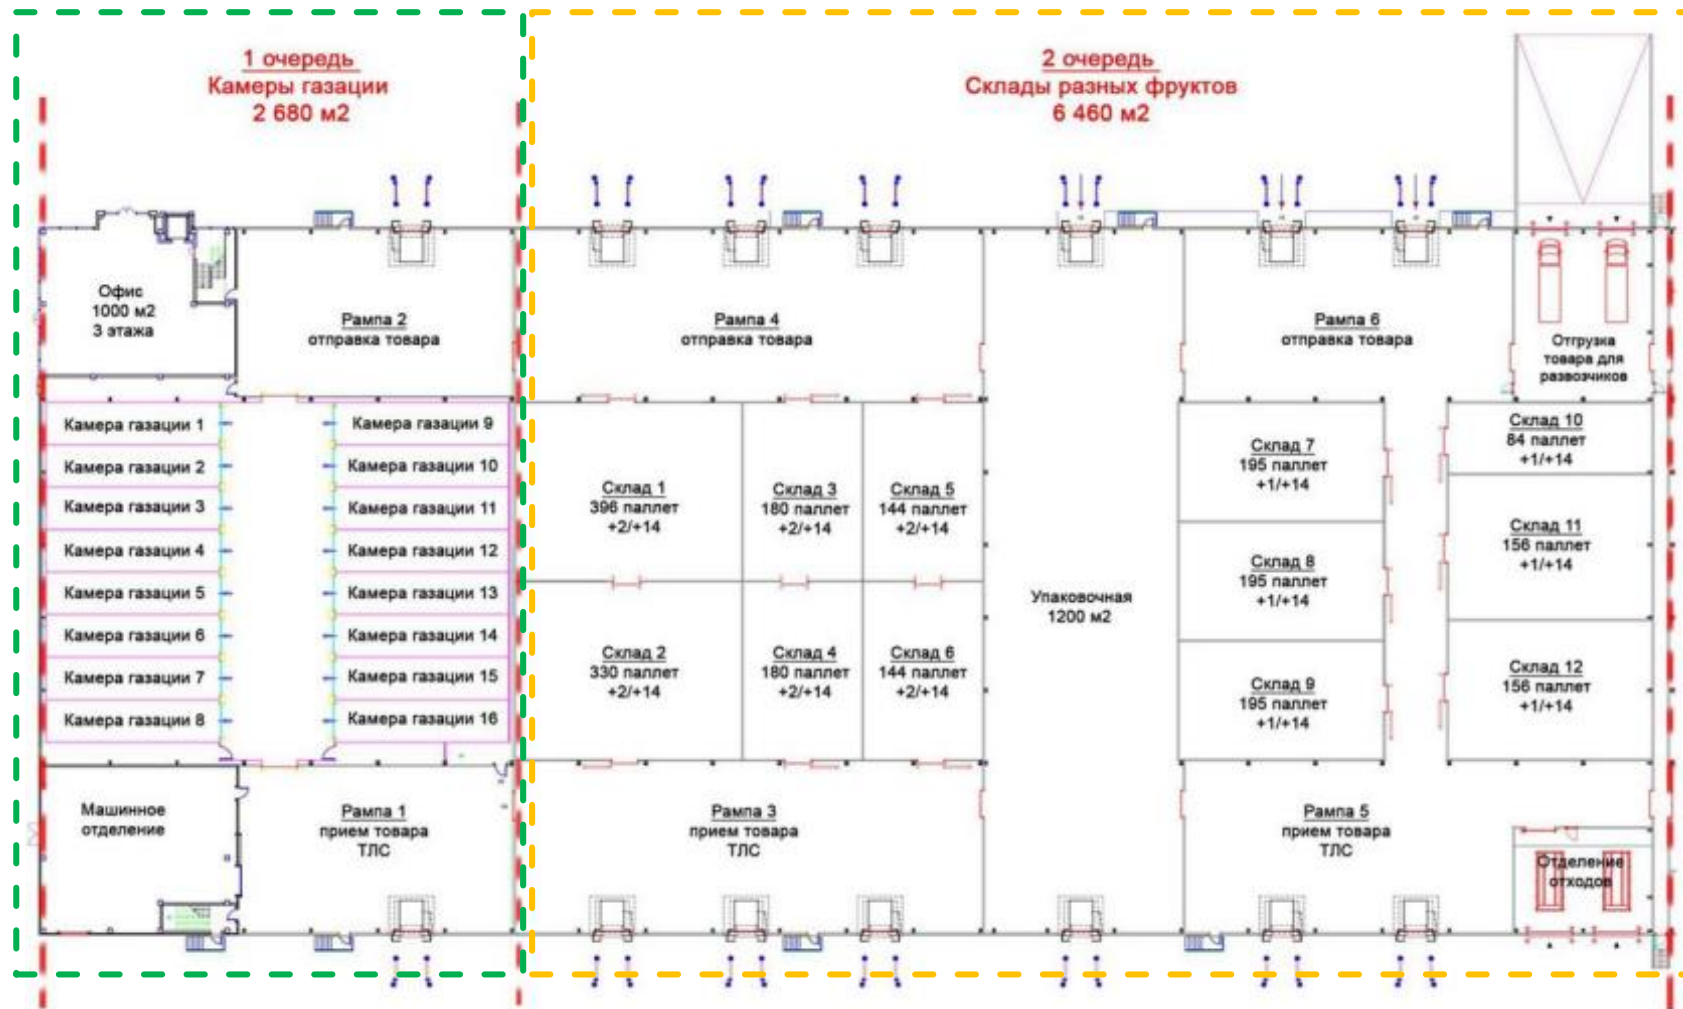 1 очередь
Камеры газации
2 680 м2
2 очередь
Склады разных фруктов
6 460 м2
Офис
1000 м2
3 этажа
Рампа 2
отправка товара
Рампа 4
отправка товара
Рампа 6
отправка товара
Отгрузка
товара для
развозчиков
Камера газации 1
Камера газации 2
Камера газации 3
Камера газации 4
Камера газации 5
Камера газации 6
Камера газации 7
Камера газации 8
Камера газации 9
Камера газации 10
Камера газации 11
Камера газации 12
Камера газации 13
Камера газации 14
Камера газации 15
Камера газации 16
Склад 1
396 паллет
+2/+14
Склад 3
180 паллет
+2/+14
Склад 5
144 паллет
+2/+14
Склад 2
330 паллет
+2/+14
Склад 4
180 паллет
+2/+14
Склад 6
144 паллет
+2/+14
Упаковочная
1200 м2
Склад 7
195 паллет
+1/+14
Склад 8
195 паллет
+1/+14
Склад 9
195 паллет
+1/+14
Склад 10
84 паллет
+1/+14
Склад 11
156 паллет
+1/+14
Склад 12
156 паллет
+1/+14
Машинное
отделение
Рампа 1
прием товара
ТЛС
Рампа 3
прием товара
ТЛС
Рампа 5
прием товара
ТЛС
Отделение
отходов